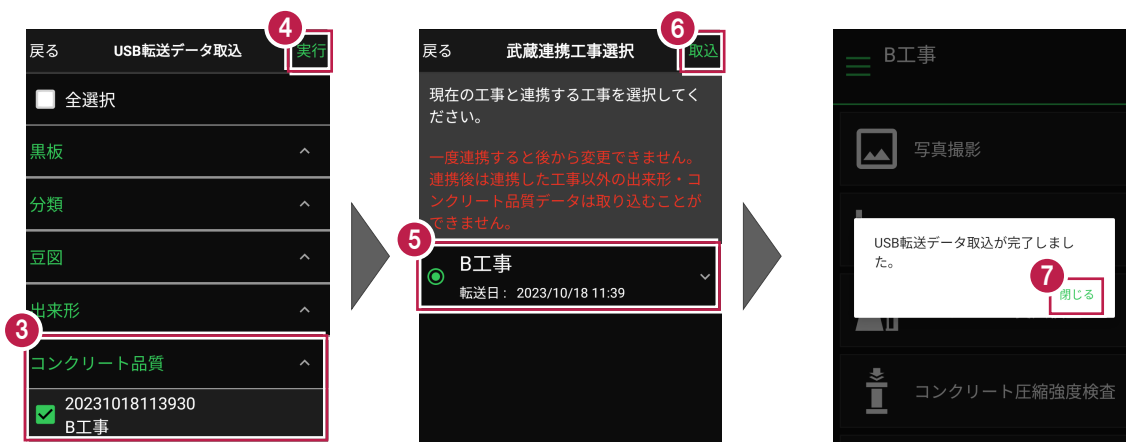 4
戻る
USB転送データ取込
実行
全選択
黒板
分類
豆図
出来形
3
コンクリート品質
20231018113930
B工事
6
戻る
武蔵連携工事選択
取込
現在の工事と連携する工事を選択してく
ださい。
一度連携すると後から変更できません。
連携後は連携した工事以外の出来形・コ
ンクリート品質データは取り込むことが
できません。
5
B工事
転送日: 2023/10/18 11:39
B工事
写真撮影
USB転送データ取込が完了しまし
た。
7
閉じる
コンクリート圧縮強度検査